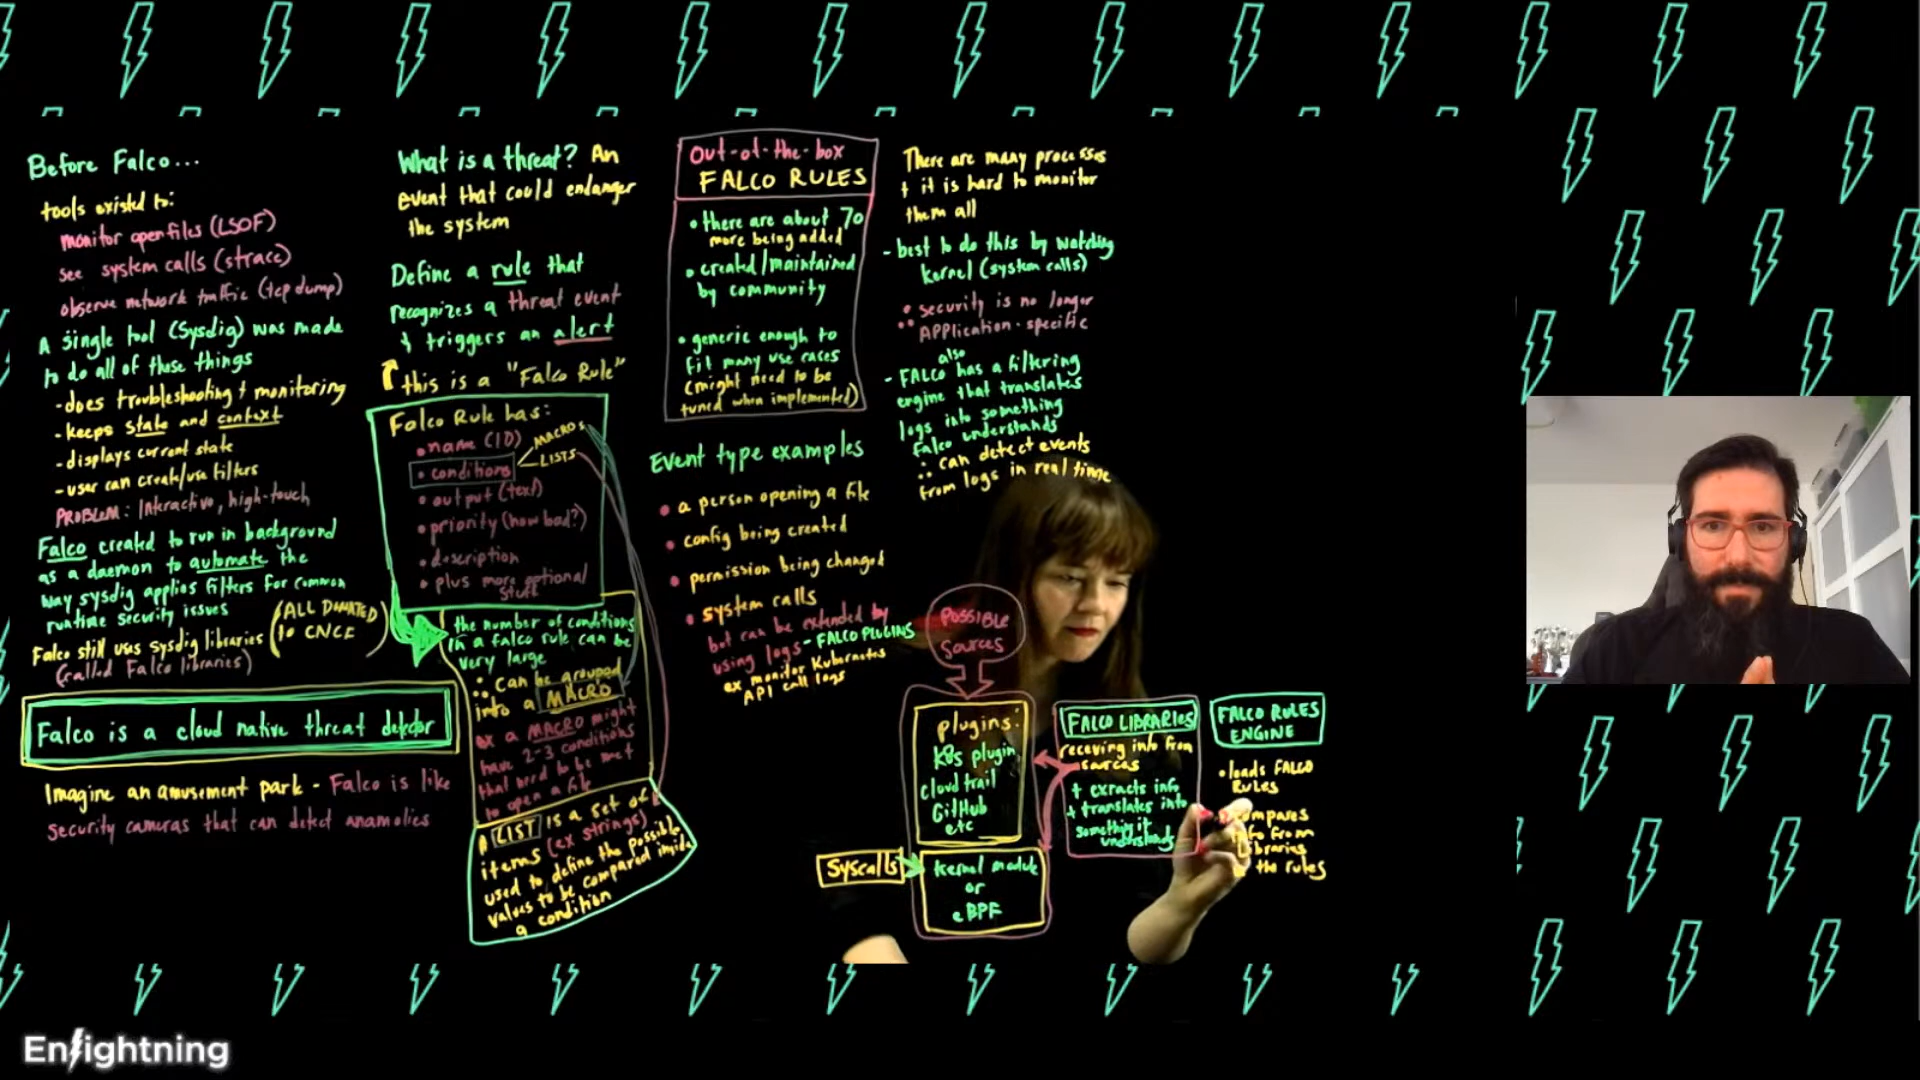 Before Falco...
tools existed to:
monitor open files (LSOF)
see system calls (strace)
observe network traffic (tcp dump)
A single tool (Sysdig) was made
to do all of these things
- does troubleshooting + monitoring
- keeps state and context
- displays current state
- user can create/use filters
PROBLEM: Interactive, high-touch
Falco created to run in background
as a daemon to automate the
way sysdig applies filters for common
runtime security issues
(ALL DONATED
to CNCF)
Falco still uses sysdig libraries
(called Falco libraries)
Falco is a cloud native threat detector
Imagine an amusement park - Falco is like
security cameras that can detect anamolies
What is a threat? An
event that could endanger
the system
Define a rule that
recognizes a threat event
+ triggers an alert
this is a "Falco Rule"
Falco Rule has:
• name (ID)
• conditions
MACROS
LISTS
• output (text)
• priority (how bad?)
• description
• plus more optional
stuff
the number of conditions
in a falco rule can be
very large
∴ can be grouped
into a MACRO
ex a MACRO might
have 2-3 conditions
that need to be met
to open a file
A LIST is a set of
items (ex strings)
used to define the possible
values to be compared inside
a condition
Out-of-the-box
FALCO RULES
• there are about 70
more being added
• created/maintained
by community
• generic enough to
fit many use cases
(might need to be
tuned when implemented)
Event type examples
• a person opening a file
• config being created
• permission being changed
• system calls
but can be extended by
using logs - FALCO PLUGINS
ex monitor Kubernetes
API call logs
There are many processes
+ it is hard to monitor
them all
- best to do this by watching
kernel (system calls)
• security is no longer
•• APPlication-specific
also
- FALCO has a filtering
engine that translates
logs into something
Falco understands
∴ can detect events
from logs in real time
POSSIBLE
sources
plugins:
k8s plugin
cloud trail
GitHub
etc
Syscalls
kernel module
or
eBPF
FALCO LIBRARIES
receving info from
sources
+ exracts info
+ translates into
something it
understands
FALCO RULES
ENGINE
• loads FALCO
RULES
the rules
Enlightning